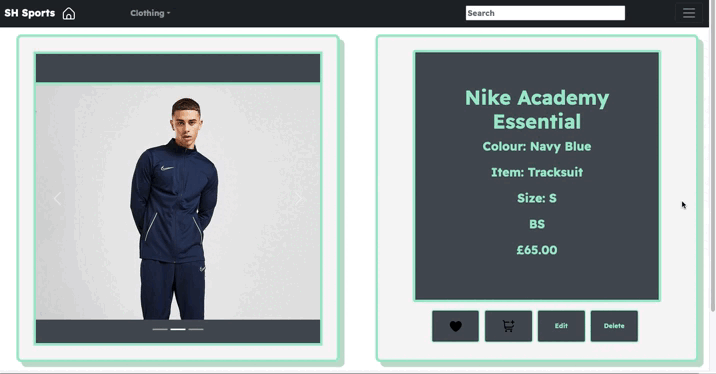 SH Sports
Clothing
Search
Nike Academy
Essential
Colour: Navy Blue
Item: Tracksuit
Size: S
BS
£65.00
Edit
Delete